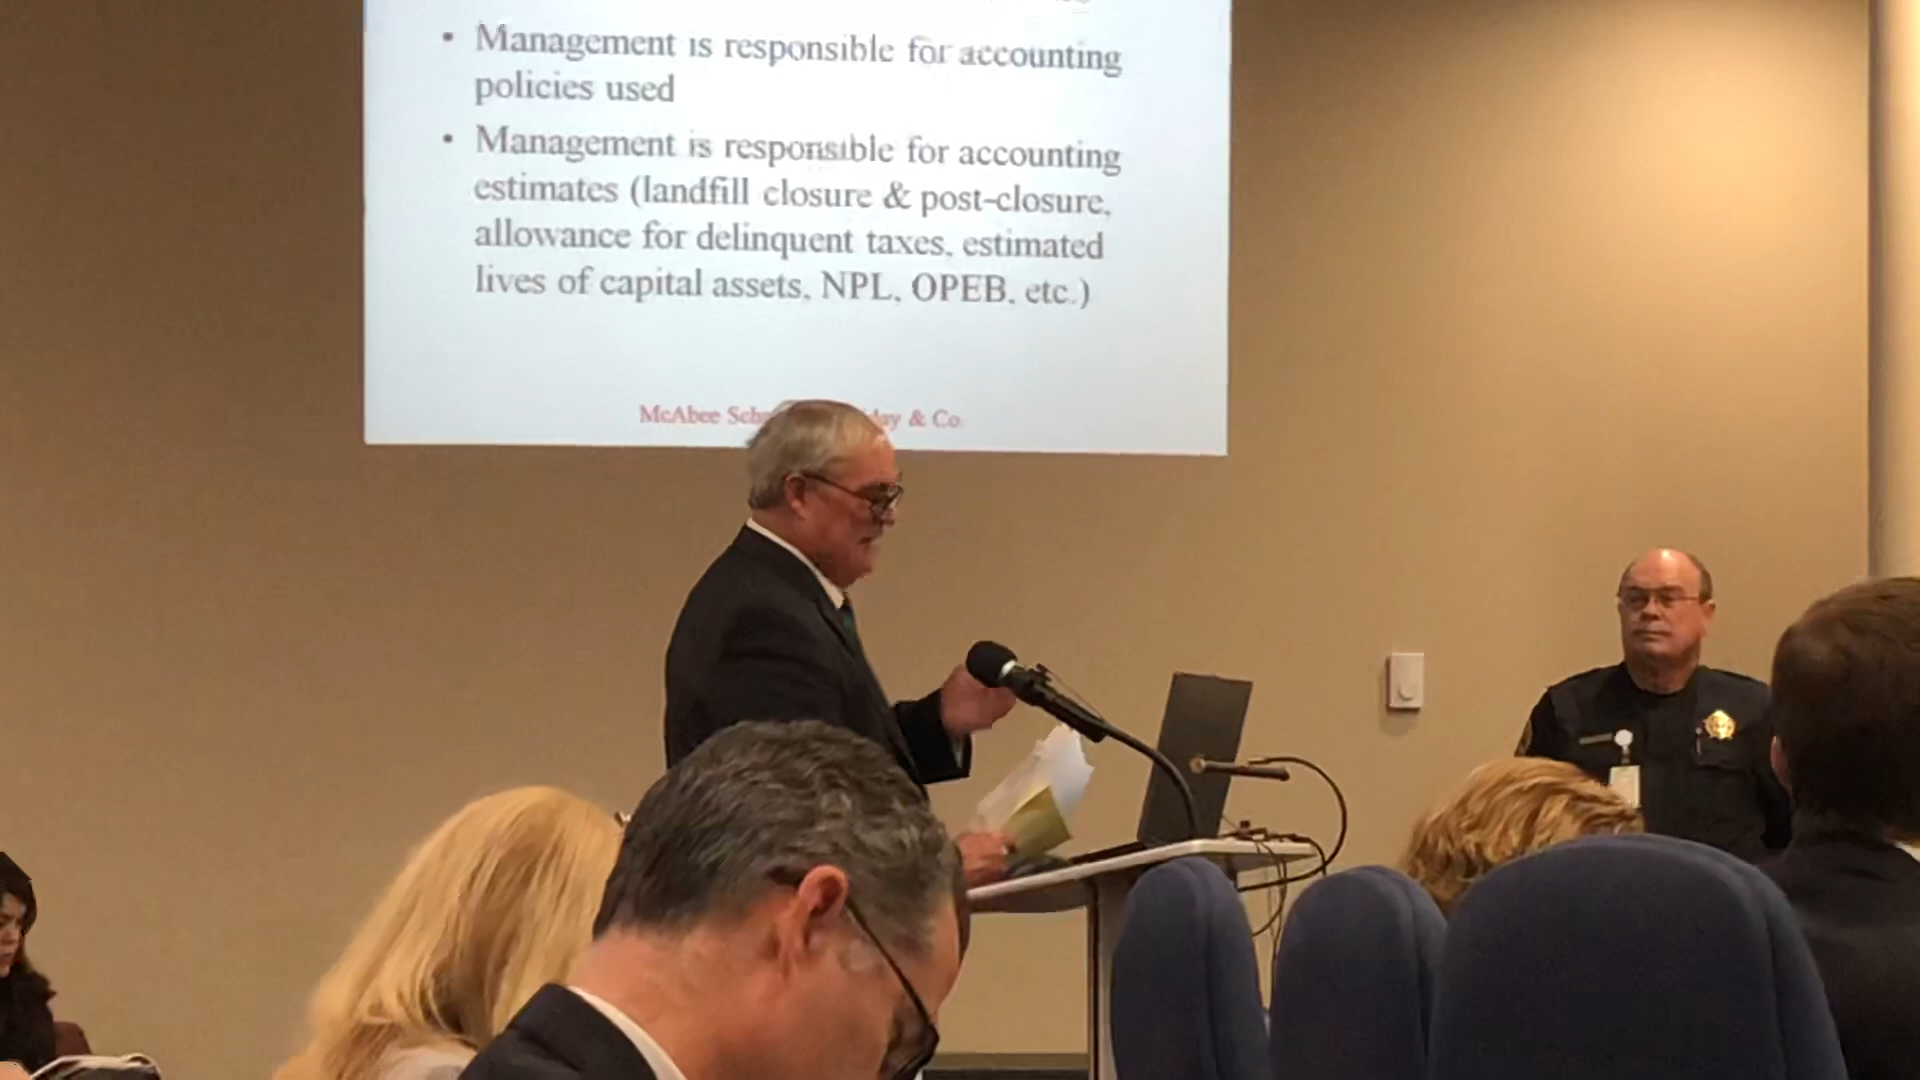 • Management is responsible for accounting
policies used
• Management is responsible for accounting
estimates (landfill closure & post-closure,
allowance for delinquent taxes, estimated
lives of capital assets, NPL, OPEB, etc.)
McAbee & Co.